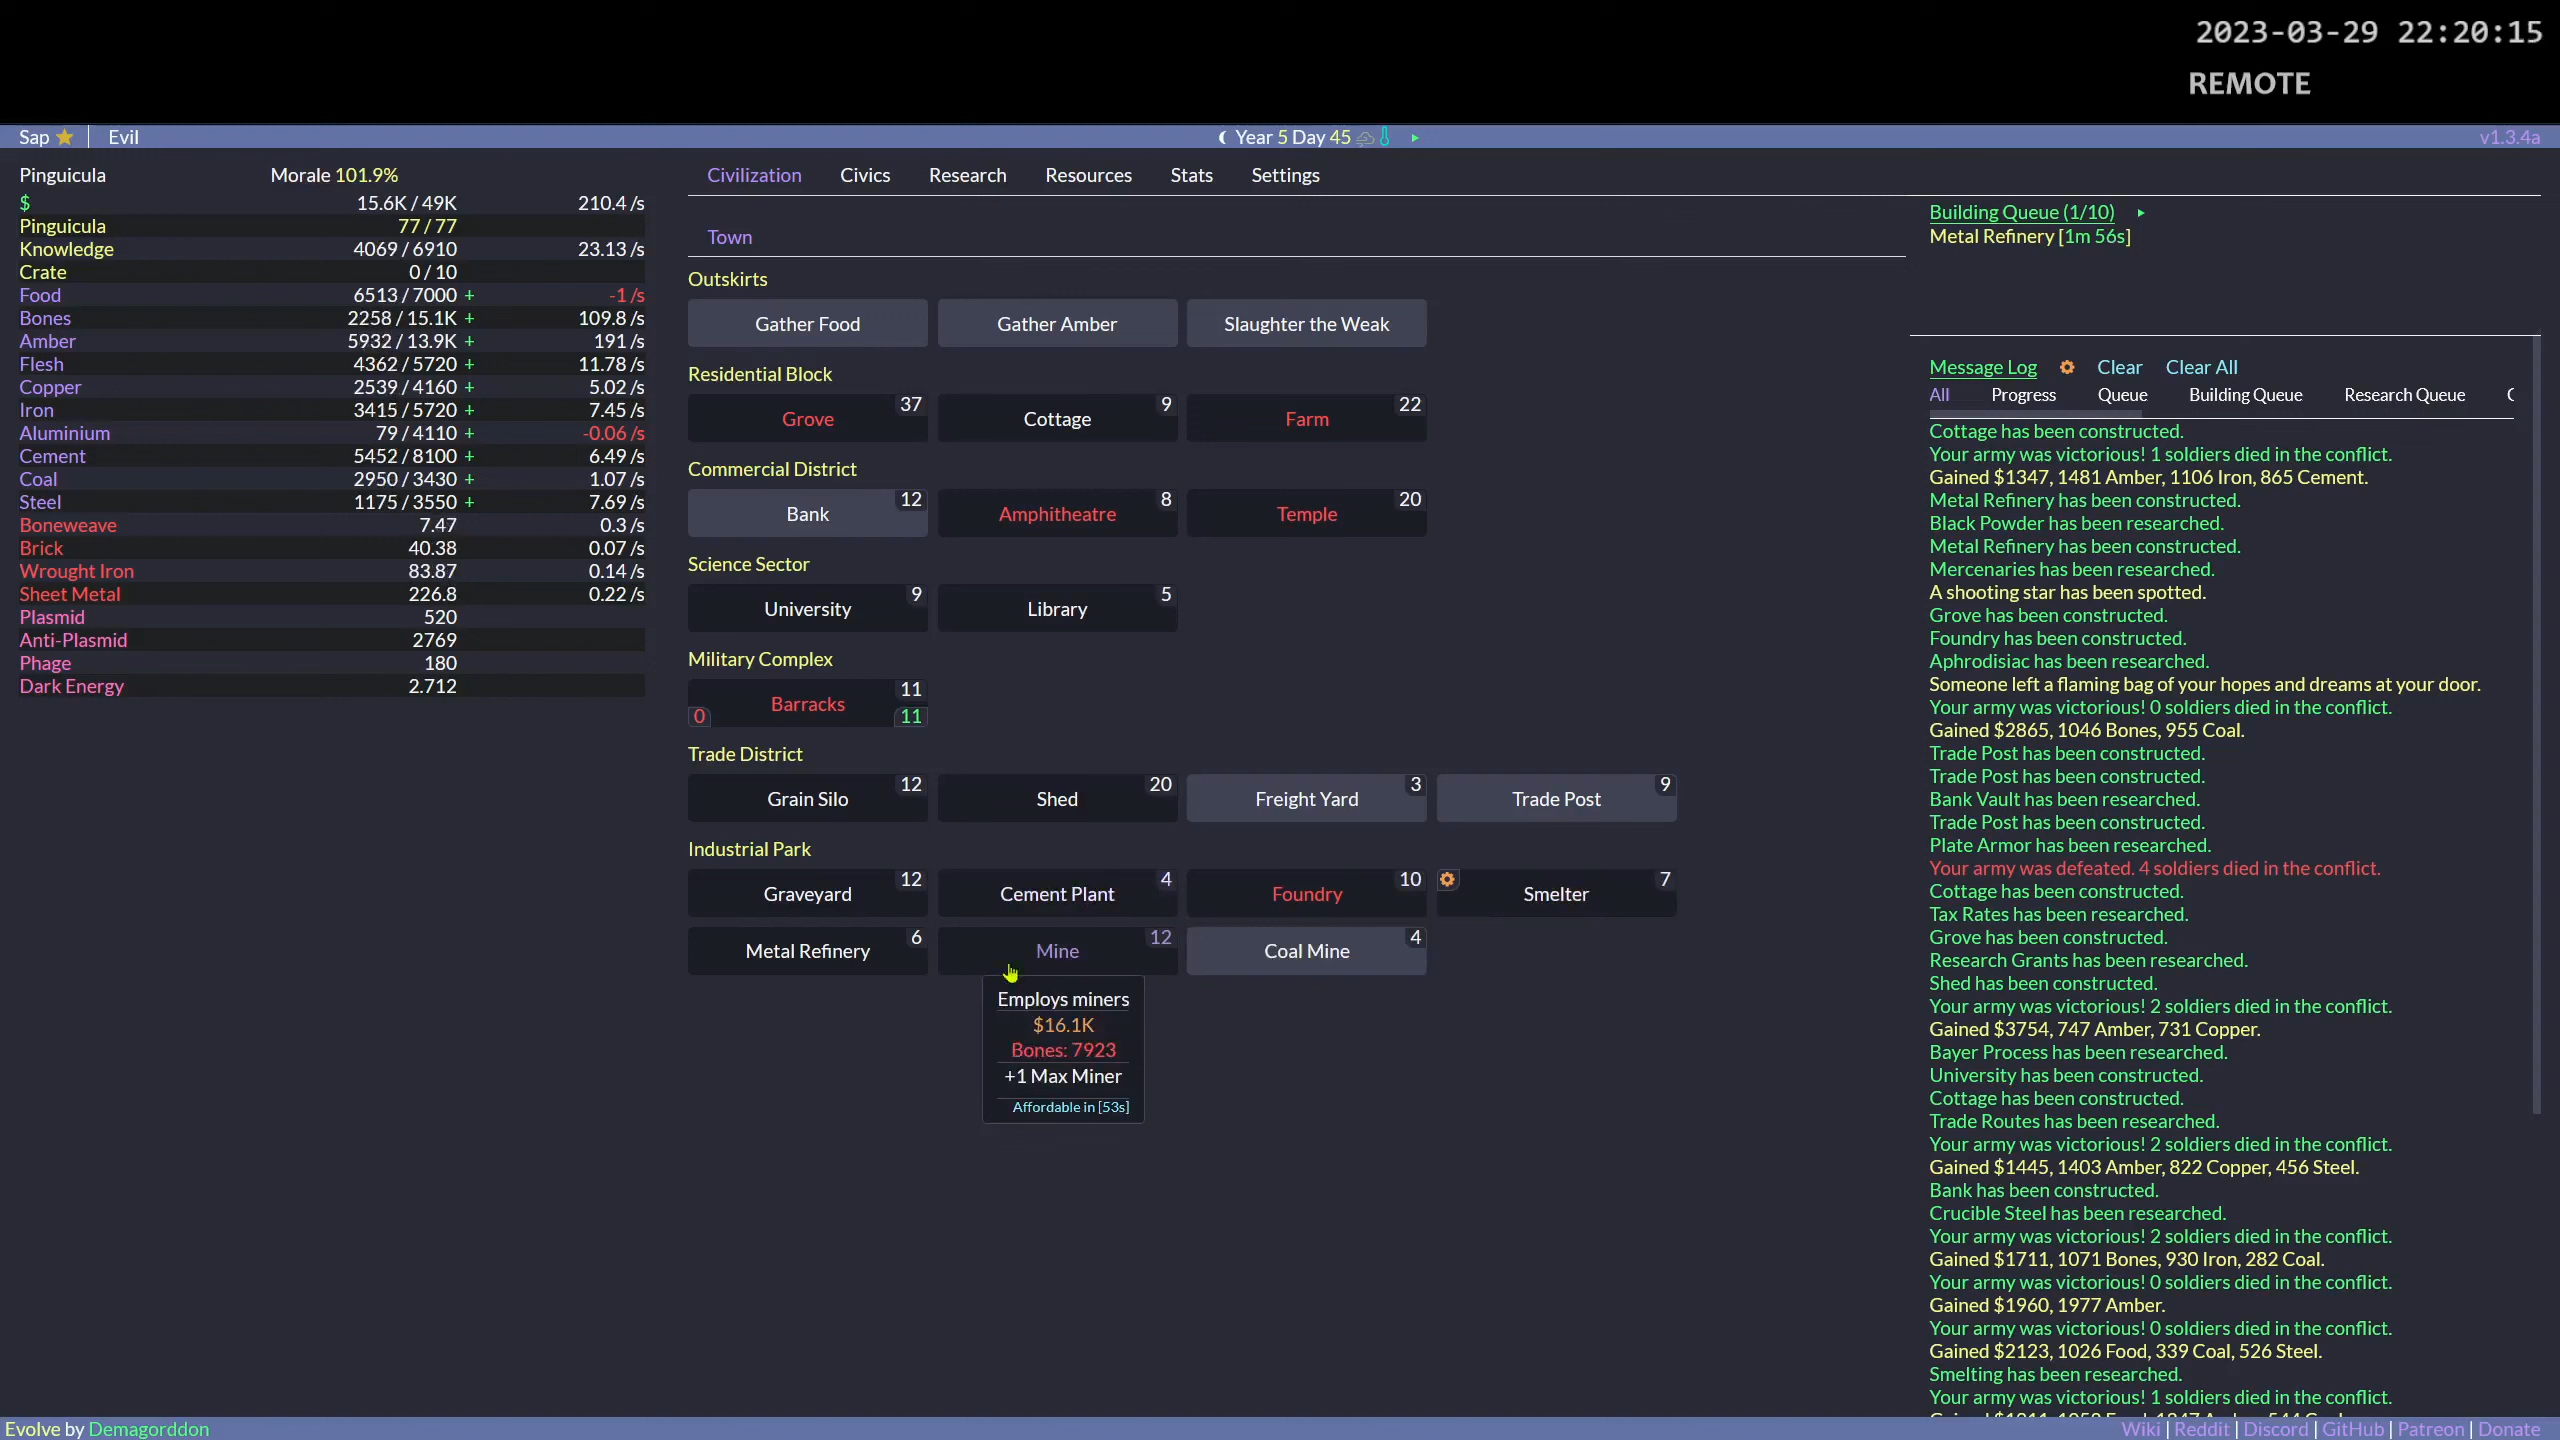 2023-03-29 22:20:15
REMOTE
Sap Evil Year 5 Day 45 v1.3.4a
Pinguicula Morale 101.9%
$ 15.6K / 49K 210.4 /s
Pinguicula 77 / 77
Knowledge 4069 / 6910 23.13 /s
Crate 0 / 10
Food 6513 / 7000 + -1 /s
Bones 2258 / 15.1K + 109.8 /s
Amber 5932 / 13.9K + 191 /s
Flesh 4362 / 5720 + 11.78 /s
Copper 2539 / 4160 + 5.02 /s
Iron 3415 / 5720 + 7.45 /s
Aluminium 79 / 4110 + -0.06 /s
Cement 5452 / 8100 + 6.49 /s
Coal 2950 / 3430 + 1.07 /s
Steel 1175 / 3550 + 7.69 /s
Boneweave 7.47 0.3 /s
Brick 40.38 0.07 /s
Wrought Iron 83.87 0.14 /s
Sheet Metal 226.8 0.22 /s
Plasmid 520
Anti-Plasmid 2769
Phage 180
Dark Energy 2.712
Civilization Civics Research Resources Stats Settings
Town
Outskirts
Gather Food Gather Amber Slaughter the Weak
Residential Block
Grove 37 Cottage 9 Farm 22
Commercial District
Bank 12 Amphitheatre 8 Temple 20
Science Sector
University 9 Library 5
Military Complex
Barracks 11
0 11
Trade District
Grain Silo 12 Shed 20 Freight Yard 3 Trade Post 9
Industrial Park
Graveyard 12 Cement Plant 4 Foundry 10 Smelter 7
Metal Refinery 6 Mine 12 Coal Mine 4
Employs miners
$16.1K
Bones: 7923
+1 Max Miner
Affordable in [53s]
Building Queue (1/10)
Metal Refinery [1m 56s]
Message Log Clear Clear All
All Progress Queue Building Queue Research Queue
Cottage has been constructed.
Your army was victorious! 1 soldiers died in the conflict.
Gained $1347, 1481 Amber, 1106 Iron, 865 Cement.
Metal Refinery has been constructed.
Black Powder has been researched.
Metal Refinery has been constructed.
Mercenaries has been researched.
A shooting star has been spotted.
Grove has been constructed.
Foundry has been constructed.
Aphrodisiac has been researched.
Someone left a flaming bag of your hopes and dreams at your door.
Your army was victorious! 0 soldiers died in the conflict.
Gained $2865, 1046 Bones, 955 Coal.
Trade Post has been constructed.
Trade Post has been constructed.
Bank Vault has been researched.
Trade Post has been constructed.
Plate Armor has been researched.
Your army was defeated. 4 soldiers died in the conflict.
Cottage has been constructed.
Tax Rates has been researched.
Grove has been constructed.
Research Grants has been researched.
Shed has been constructed.
Your army was victorious! 2 soldiers died in the conflict.
Gained $3754, 747 Amber, 731 Copper.
Bayer Process has been researched.
University has been constructed.
Cottage has been constructed.
Trade Routes has been researched.
Your army was victorious! 2 soldiers died in the conflict.
Gained $1445, 1403 Amber, 822 Copper, 456 Steel.
Bank has been constructed.
Crucible Steel has been researched.
Your army was victorious! 2 soldiers died in the conflict.
Gained $1711, 1071 Bones, 930 Iron, 282 Coal.
Your army was victorious! 0 soldiers died in the conflict.
Gained $1960, 1977 Amber.
Your army was victorious! 0 soldiers died in the conflict.
Gained $2123, 1026 Food, 339 Coal, 526 Steel.
Smelting has been researched.
Your army was victorious! 1 soldiers died in the conflict.
Evolve by Demagorddon
Wiki | Reddit | Discord | GitHub | Patreon | Donate